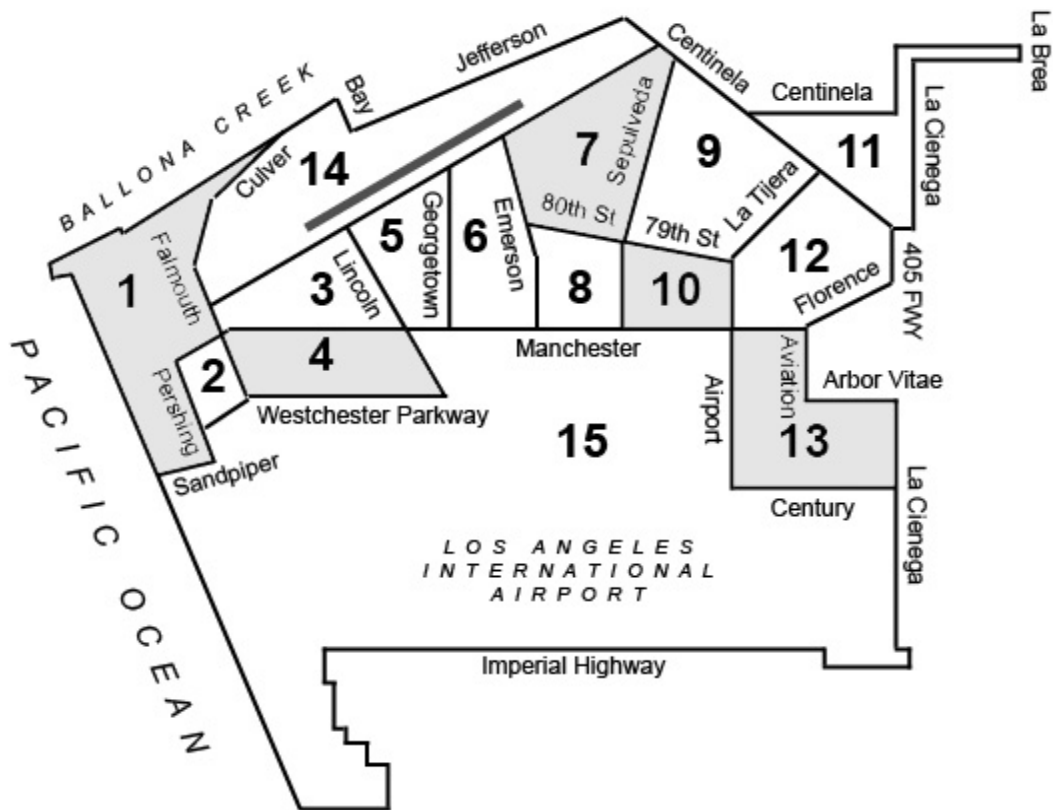 La Brea
Jefferson
Centinela
Bay
Centinela
BALLONA CREEK
La Cienega
7
Sepulveda
9
11
14
Culver
La Tijera
80th St
79th St
5
Georgetown
6
Emerson
Falmouth
1
3
Lincoln
8
10
12
Florence
405 FWY
Manchester
2
4
Pershing
Aviation
Arbor Vitae
Westchester Parkway
Airport
15
13
Sandpiper
Century
La Cienega
PACIFIC OCEAN
LOS ANGELES
INTERNATIONAL
AIRPORT
Imperial Highway